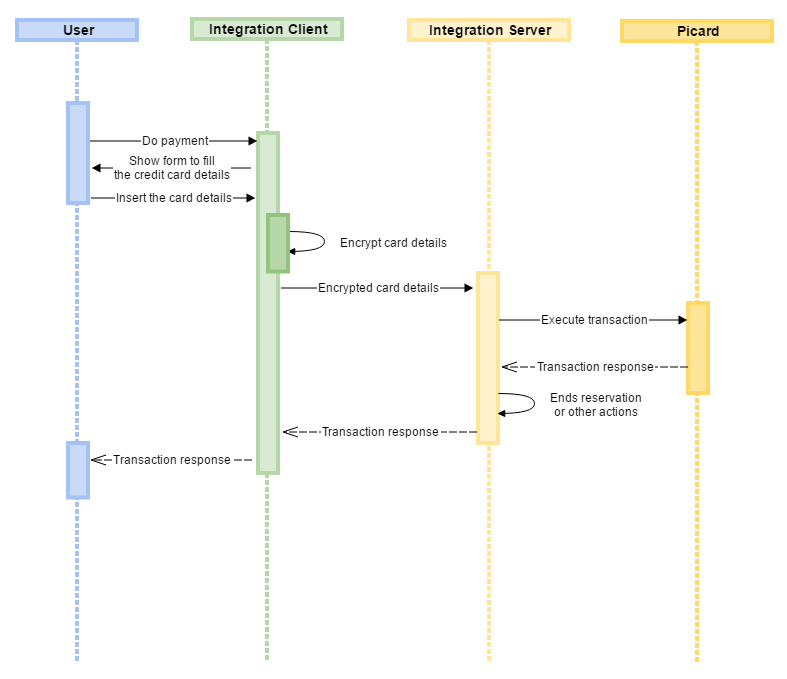 User
Integration Client
Integration Server
Picard
Do payment
Show form to fill
the credit card details
Insert the card details
Encrypt card details
Encrypted card details
Execute transaction
Transaction response
Ends reservation
or other actions
Transaction response
Transaction response